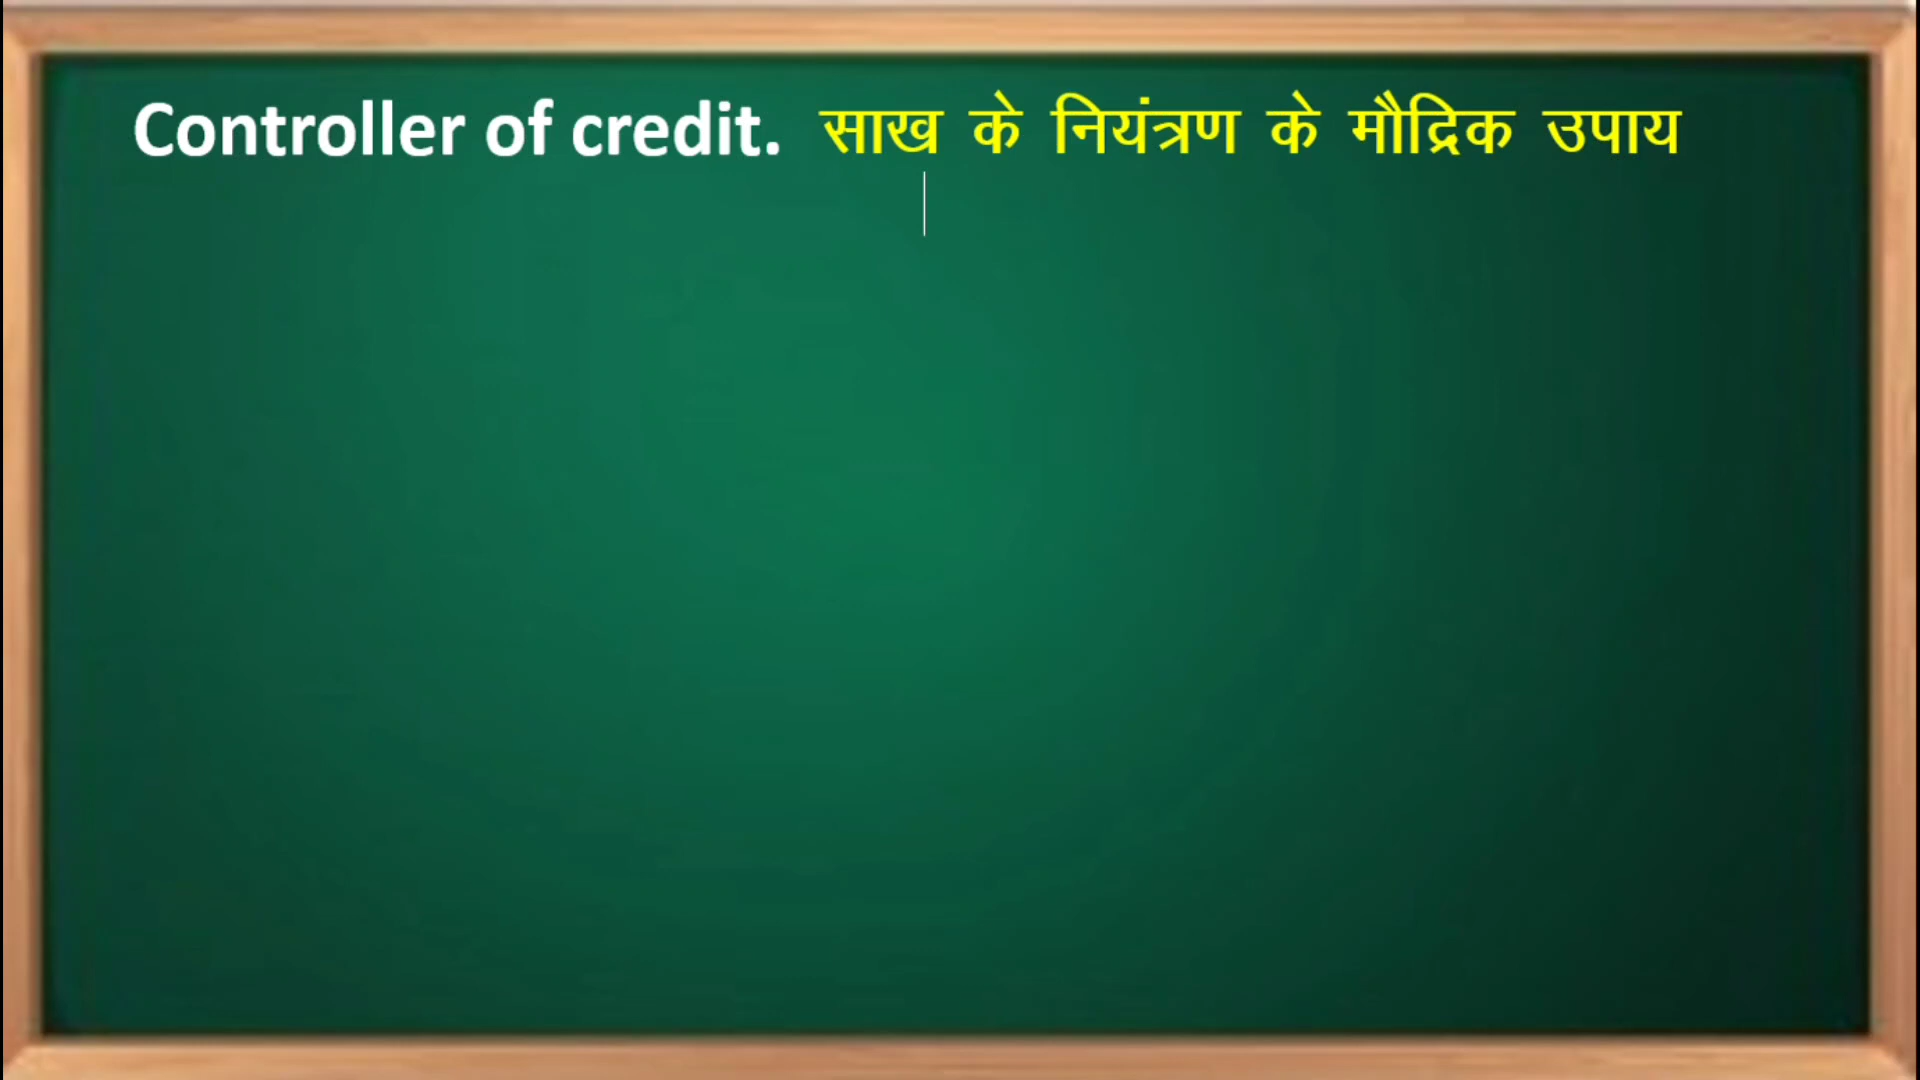 Controller of credit. साख के नियंत्रण के मौद्रिक उपाय